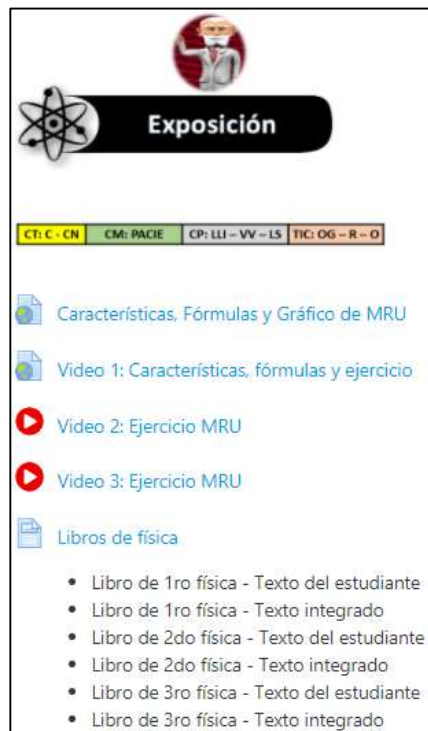 Exposición
CT: C - CN CM: PACIE CP: LLI – VV – LS TIC: OG – R – O
Características, Fórmulas y Gráfico de MRU
Video 1: Características, fórmulas y ejercicio
Video 2: Ejercicio MRU
Video 3: Ejercicio MRU
Libros de física
• Libro de 1ro física - Texto del estudiante
• Libro de 1ro física - Texto integrado
• Libro de 2do física - Texto del estudiante
• Libro de 2do física - Texto integrado
• Libro de 3ro física - Texto del estudiante
• Libro de 3ro física - Texto integrado